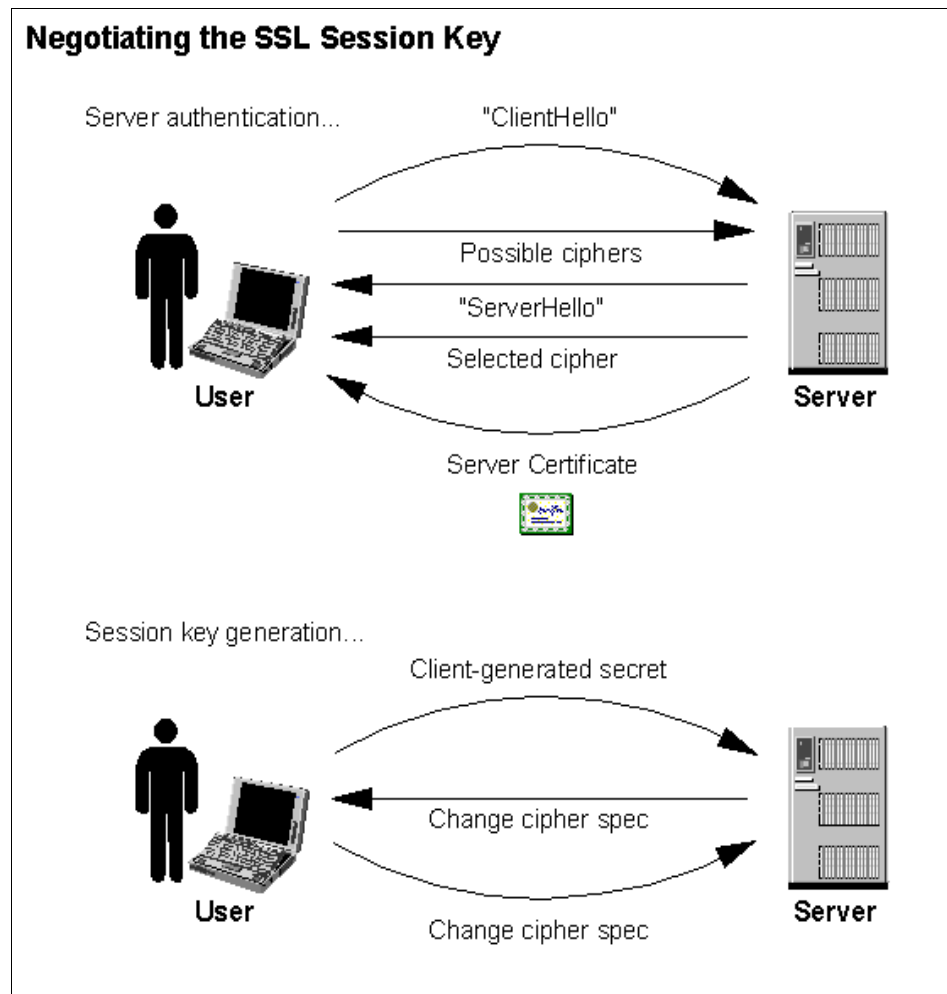 Negotiating the SSL Session Key
Server authentication...
"ClientHello"
Possible ciphers
"ServerHello"
Selected cipher
User
Server
Server Certificate
Session key generation...
Client-generated secret
Change cipher spec
User
Server
Change cipher spec